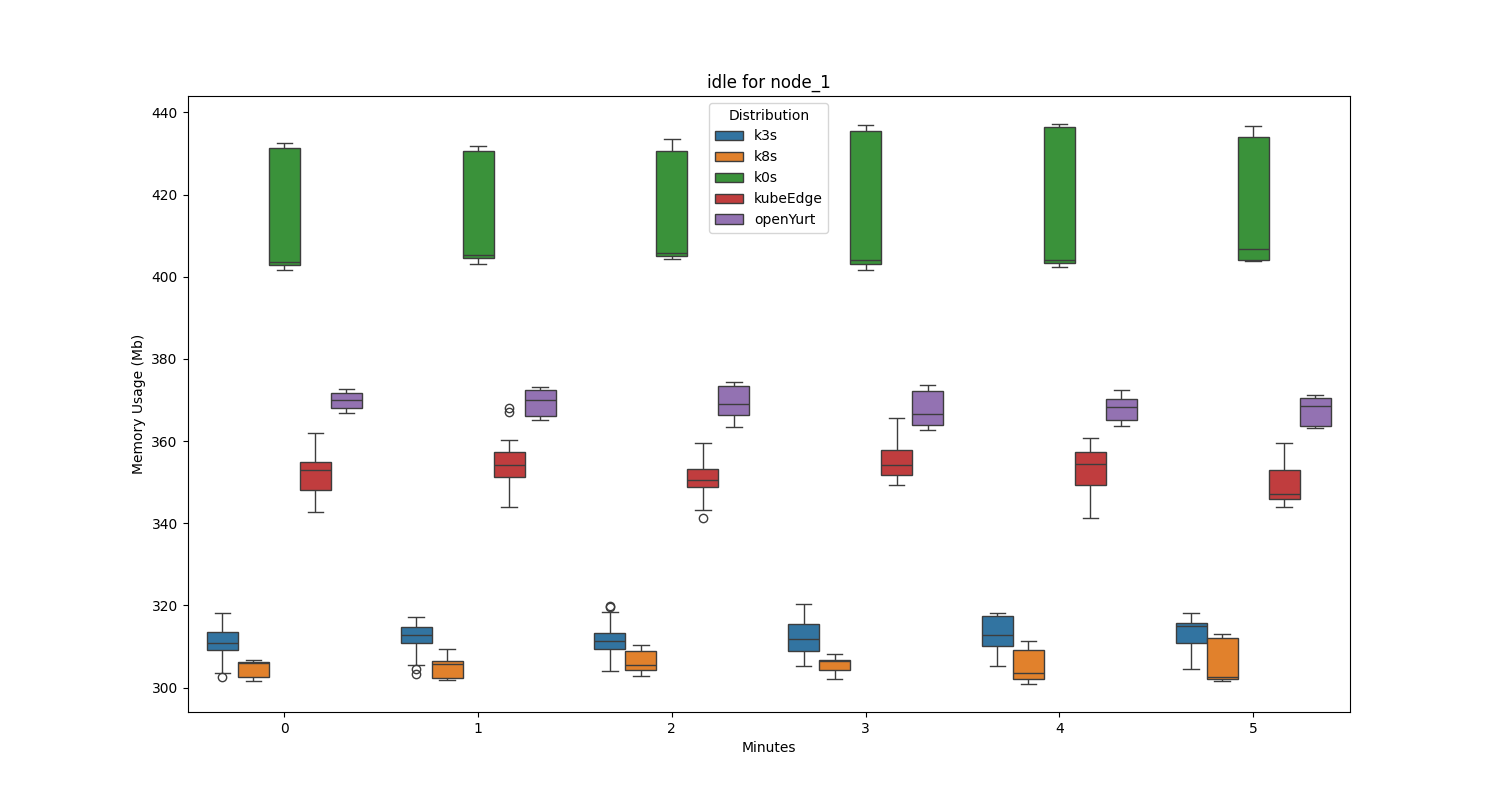 idle for node_1
Distribution
k3s
k8s
k0s
kubeEdge
openYurt
Memory Usage (Mb)
440
420
400
380
360
340
320
300
0 1 2 3 4 5
Minutes